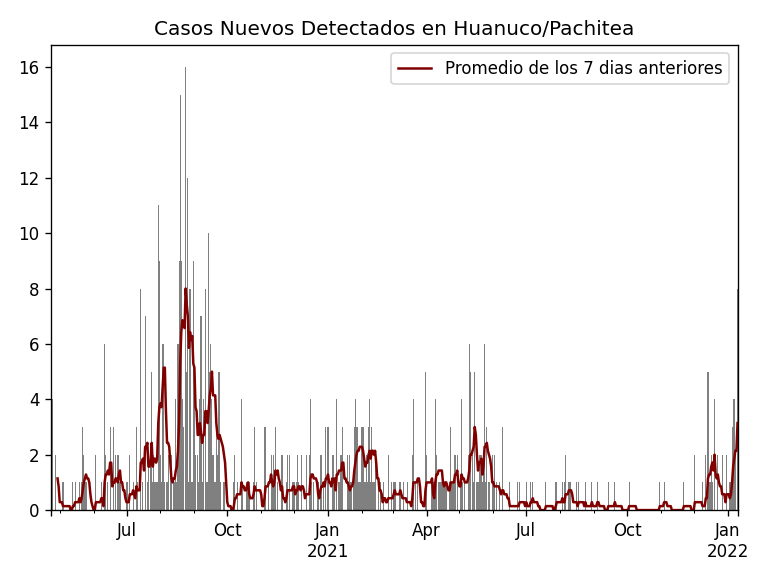 Casos Nuevos Detectados en Huanuco/Pachitea
Promedio de los 7 dias anteriores
16
14
12
10
8
6
4
2
0
Jul
Oct
Jan
2021
Apr
Jul
Oct
Jan
2022